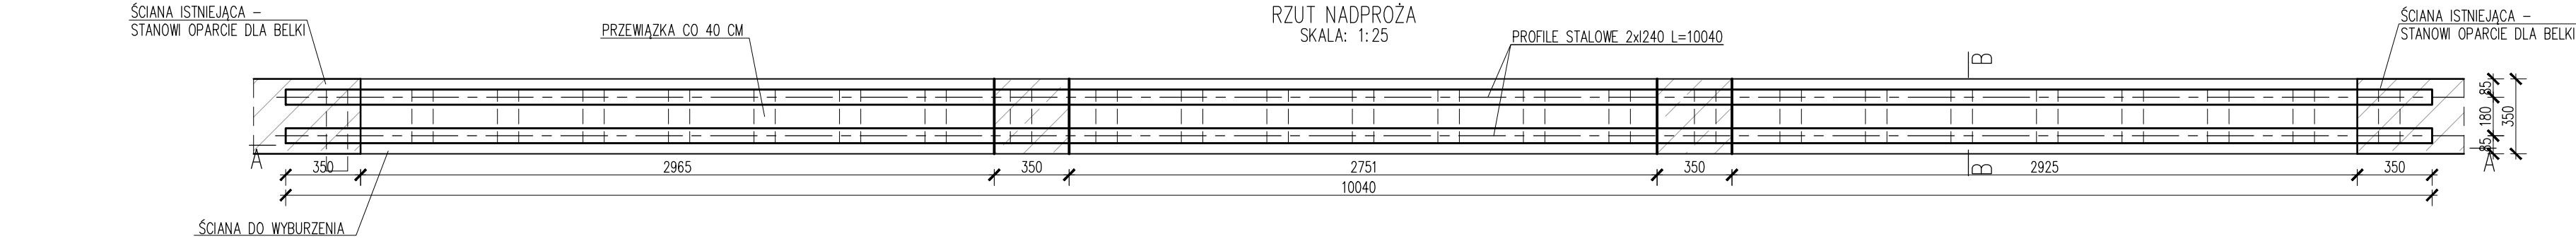 ŚCIANA ISTNIEJĄCA –
STANOWI OPARCIE DLA BELKI
PRZEWIĄZKA CO 40 CM
RZUT NADPROŻA
SKALA: 1:25
PROFILE STALOWE 2xI240 L=10040
ŚCIANA ISTNIEJĄCA –
STANOWI OPARCIE DLA BELKI
B
85
180
350
85
A
A
B
350
2965
350
2751
350
2925
350
10040
ŚCIANA DO WYBURZENIA